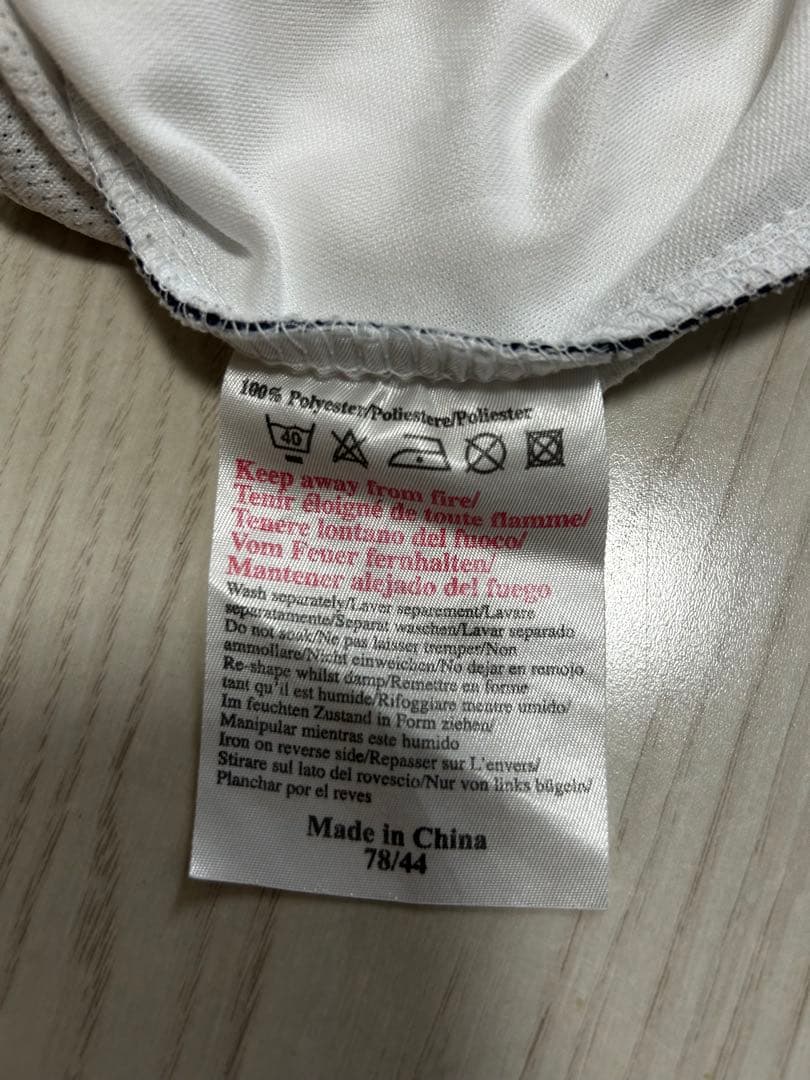 100% Polyester/Poliestere/Poliester
40
Keep away from fire/
Tenir éloigné de toute flamme/
Tenere lontano del fuoco/
Vom Feuer fernhalten/
Mantener alejado del fuego
Wash separately/Laver separement/Lavare
separatamente/Separat waschen/Lavar separado
Do not soak/Ne pas laisser tremper/Non
ammollare/Nicht einweichen/No dejar en remojo
Re-shape whilst damp/Remettre en forme
tant qu'il est humide/Rifoggiare mentre umido/
Im feuchten Zustand in Form ziehen/
Manipular mientras este humido
Iron on reverse side/Repasser sur L'envers/
Stirare sul lato del rovescio/Nur von links bügeln/
Planchar por el reves
Made in China
78/44